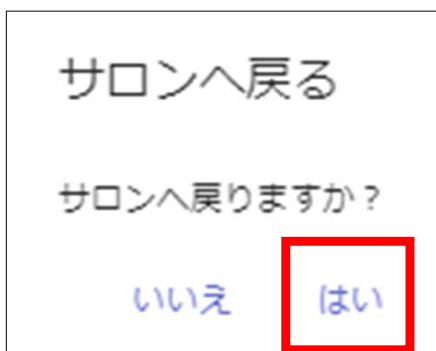 サロンへ戻る
サロンへ戻りますか？
いいえ はい